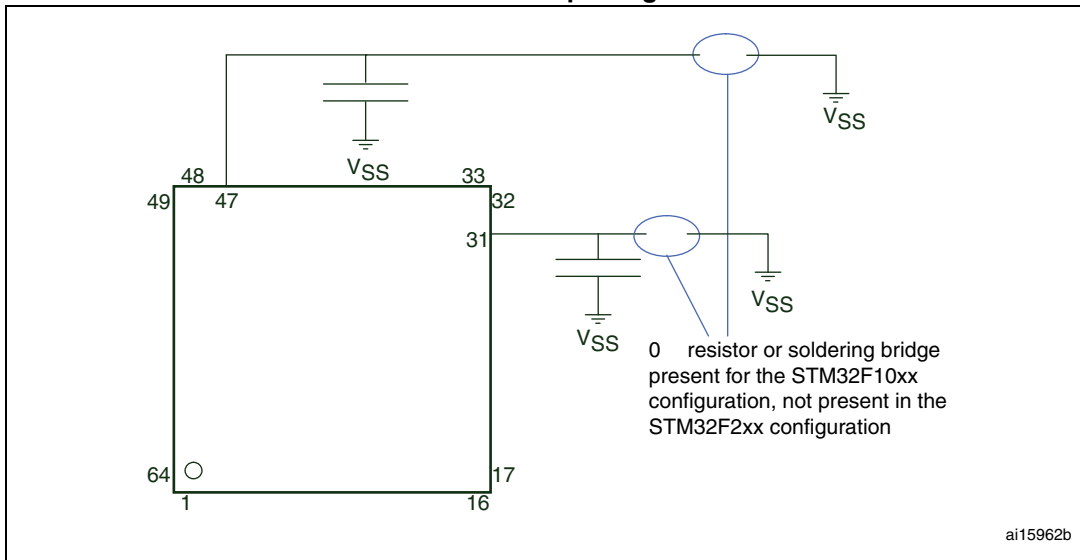 VSS
VSS
48
33
49
47
32
31
VSS
VSS
0 resistor or soldering bridge
present for the STM32F10xx
configuration, not present in the
STM32F2xx configuration
64
17
1
16
ai15962b